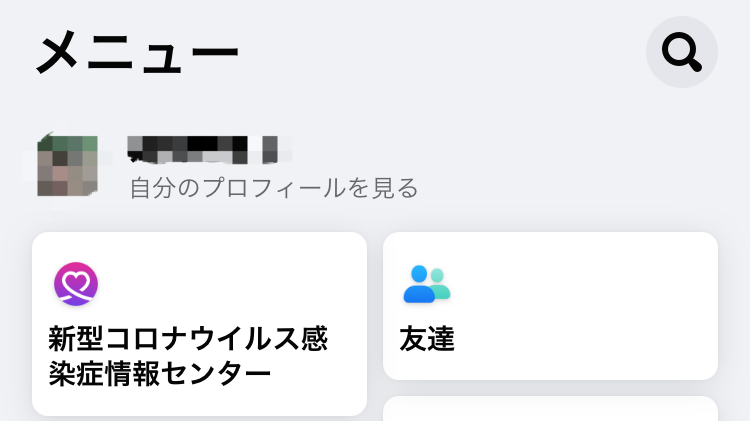 メニュー
自分のプロフィールを見る
新型コロナウイルス感
染症情報センター
友達